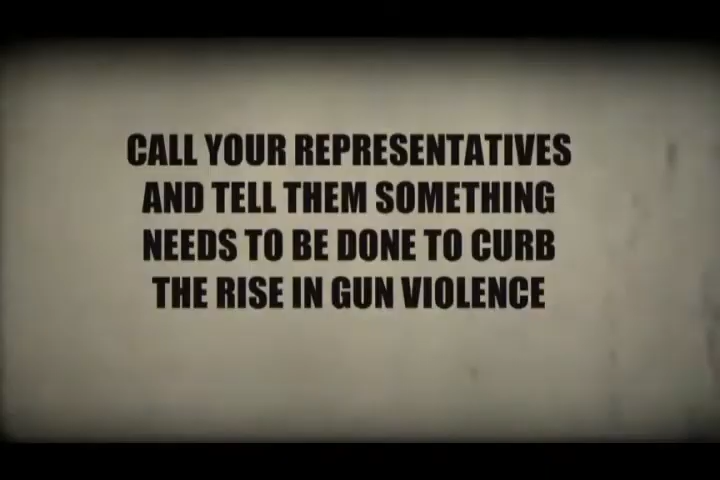 CALL YOUR REPRESENTATIVES
AND TELL THEM SOMETHING
NEEDS TO BE DONE TO CURB
THE RISE IN GUN VIOLENCE